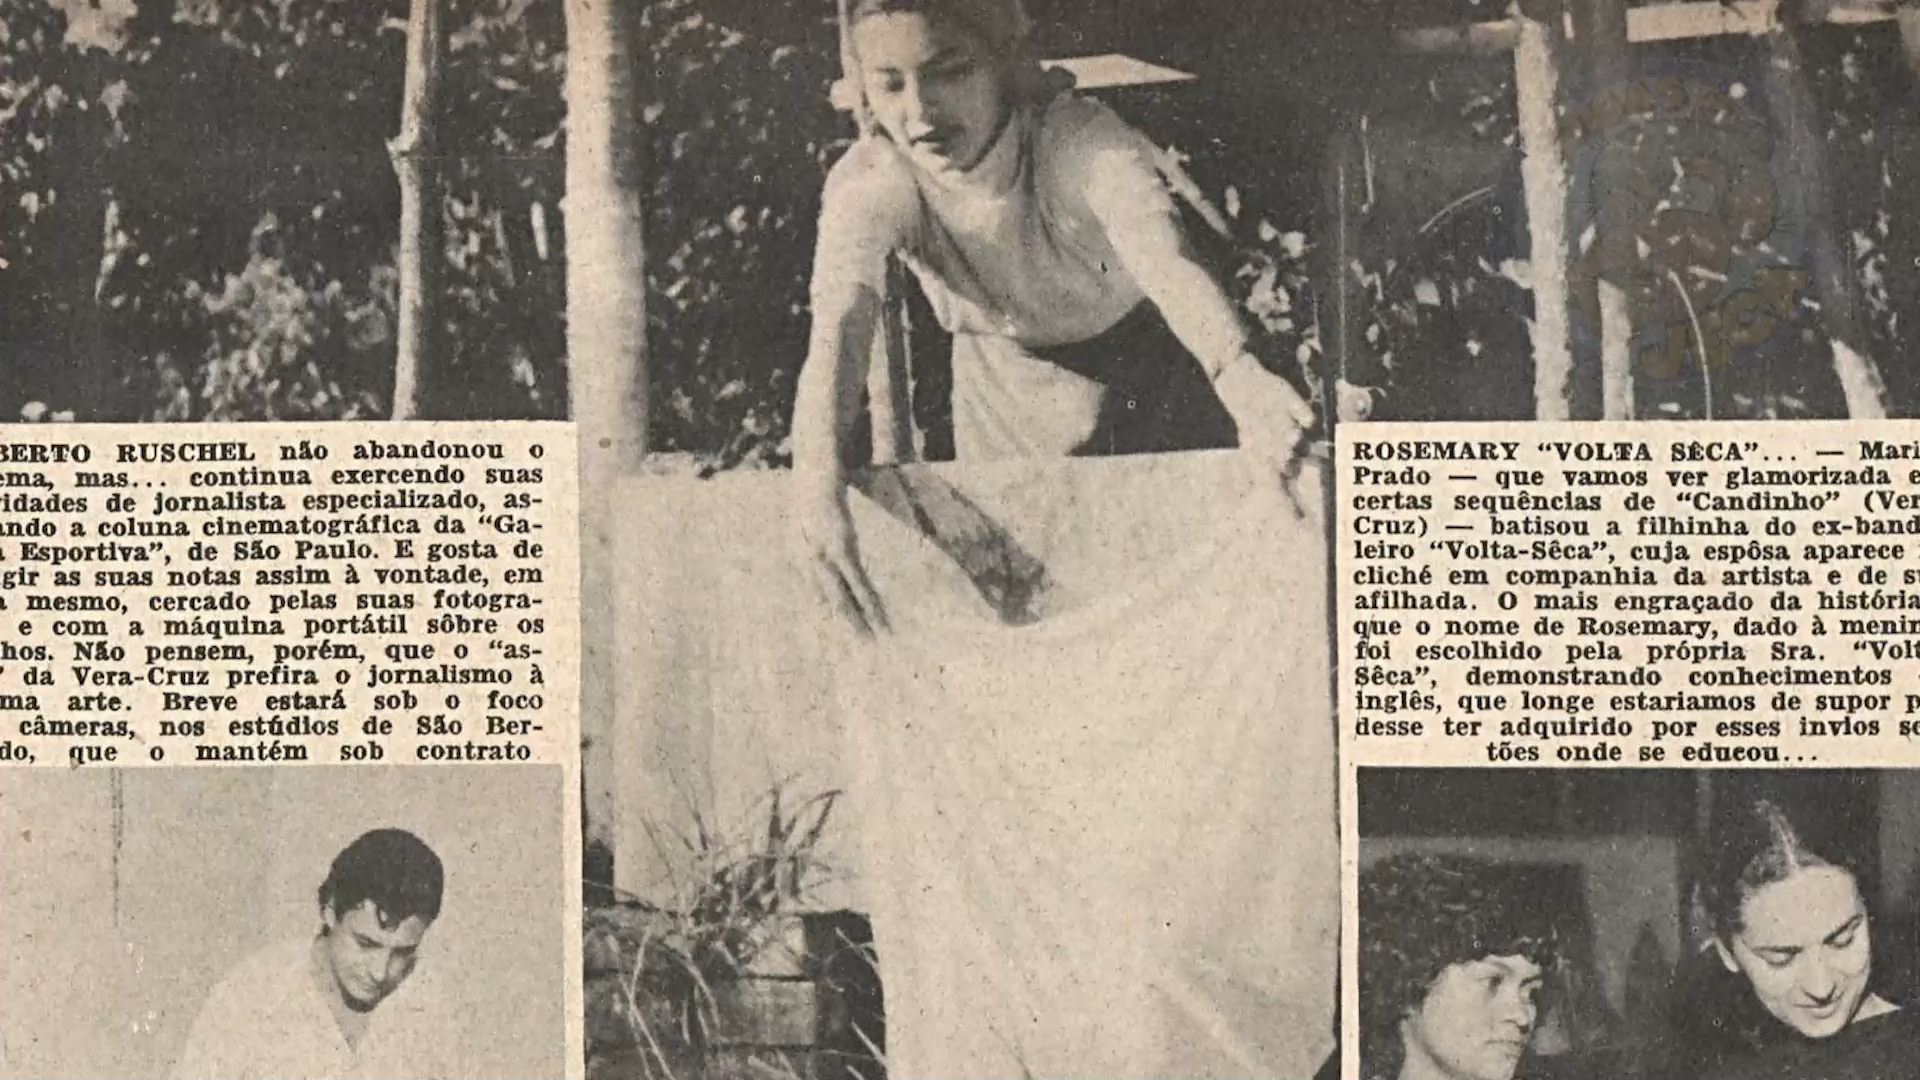 BERTO RUSCHEL não abandonou o
ema, mas... continua exercendo suas
idades de jornalista especializado, as-
ando a coluna cinematográfica da "Ga-
a Esportiva", de São Paulo. E gosta de
gir as suas notas assim à vontade, em
a mesmo, cercado pelas suas fotogra-
e com a máquina portátil sôbre os
hos. Não pensem, porém, que o "as-
" da Vera-Cruz prefira o jornalismo à
ma arte. Breve estará sob o foco
câmeras, nos estúdios de São Ber-
do, que o mantém sob contrato
ROSEMARY "VOLTA SÊCA"... — Mari
Prado — que vamos ver glamorizada e
certas sequências de "Candinho" (Ver
Cruz) — batisou a filhinha do ex-band
leiro "Volta-Sêca", cuja espôsa aparece
cliché em companhia da artista e de su
afilhada. O mais engraçado da história
que o nome de Rosemary, dado à menin
foi escolhido pela própria Sra. "Volt
Sêca", demonstrando conhecimentos
inglês, que longe estariamos de supor p
desse ter adquirido por esses invios se
tões onde se educou...